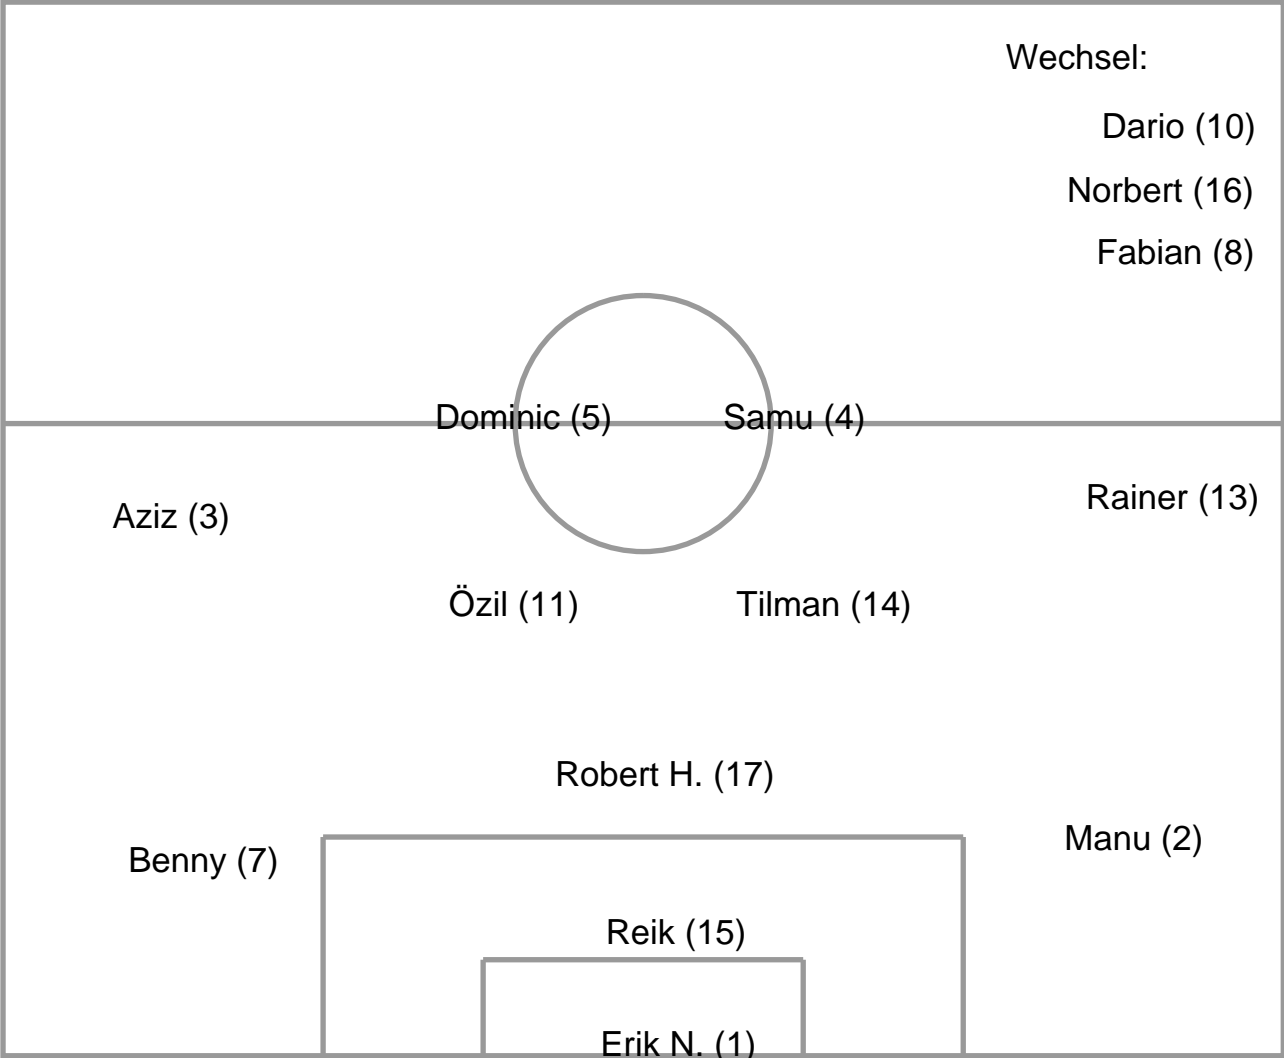 Wechsel:
Dario (10)
Norbert (16)
Fabian (8)
Dominic (5)
Samu (4)
Aziz (3)
Rainer (13)
Özil (11)
Tilman (14)
Robert H. (17)
Benny (7)
Manu (2)
Reik (15)
Erik N. (1)